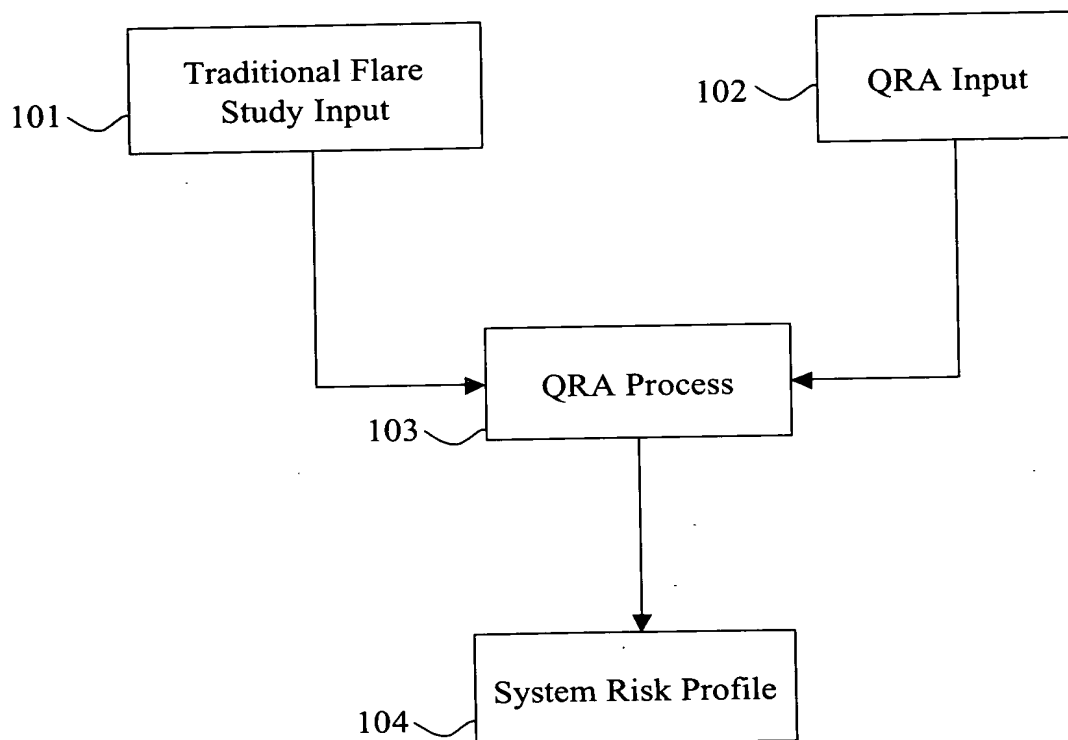 Traditional Flare
Study Input
101
QRA Input
102
QRA Process
103
System Risk Profile
104